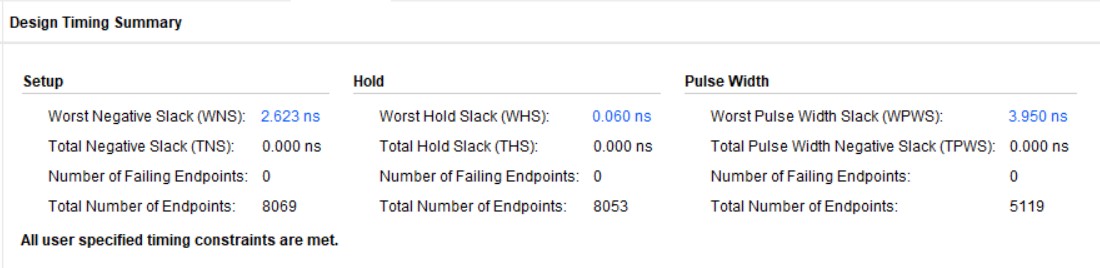 Design Timing Summary
Setup Hold Pulse Width
Worst Negative Slack (WNS): 2.623 ns Worst Hold Slack (WHS): 0.060 ns Worst Pulse Width Slack (WPWS): 3.950 ns
Total Negative Slack (TNS): 0.000 ns Total Hold Slack (THS): 0.000 ns Total Pulse Width Negative Slack (TPWS): 0.000 ns
Number of Failing Endpoints: 0 Number of Failing Endpoints: 0 Number of Failing Endpoints: 0
Total Number of Endpoints: 8069 Total Number of Endpoints: 8053 Total Number of Endpoints: 5119
All user specified timing constraints are met.